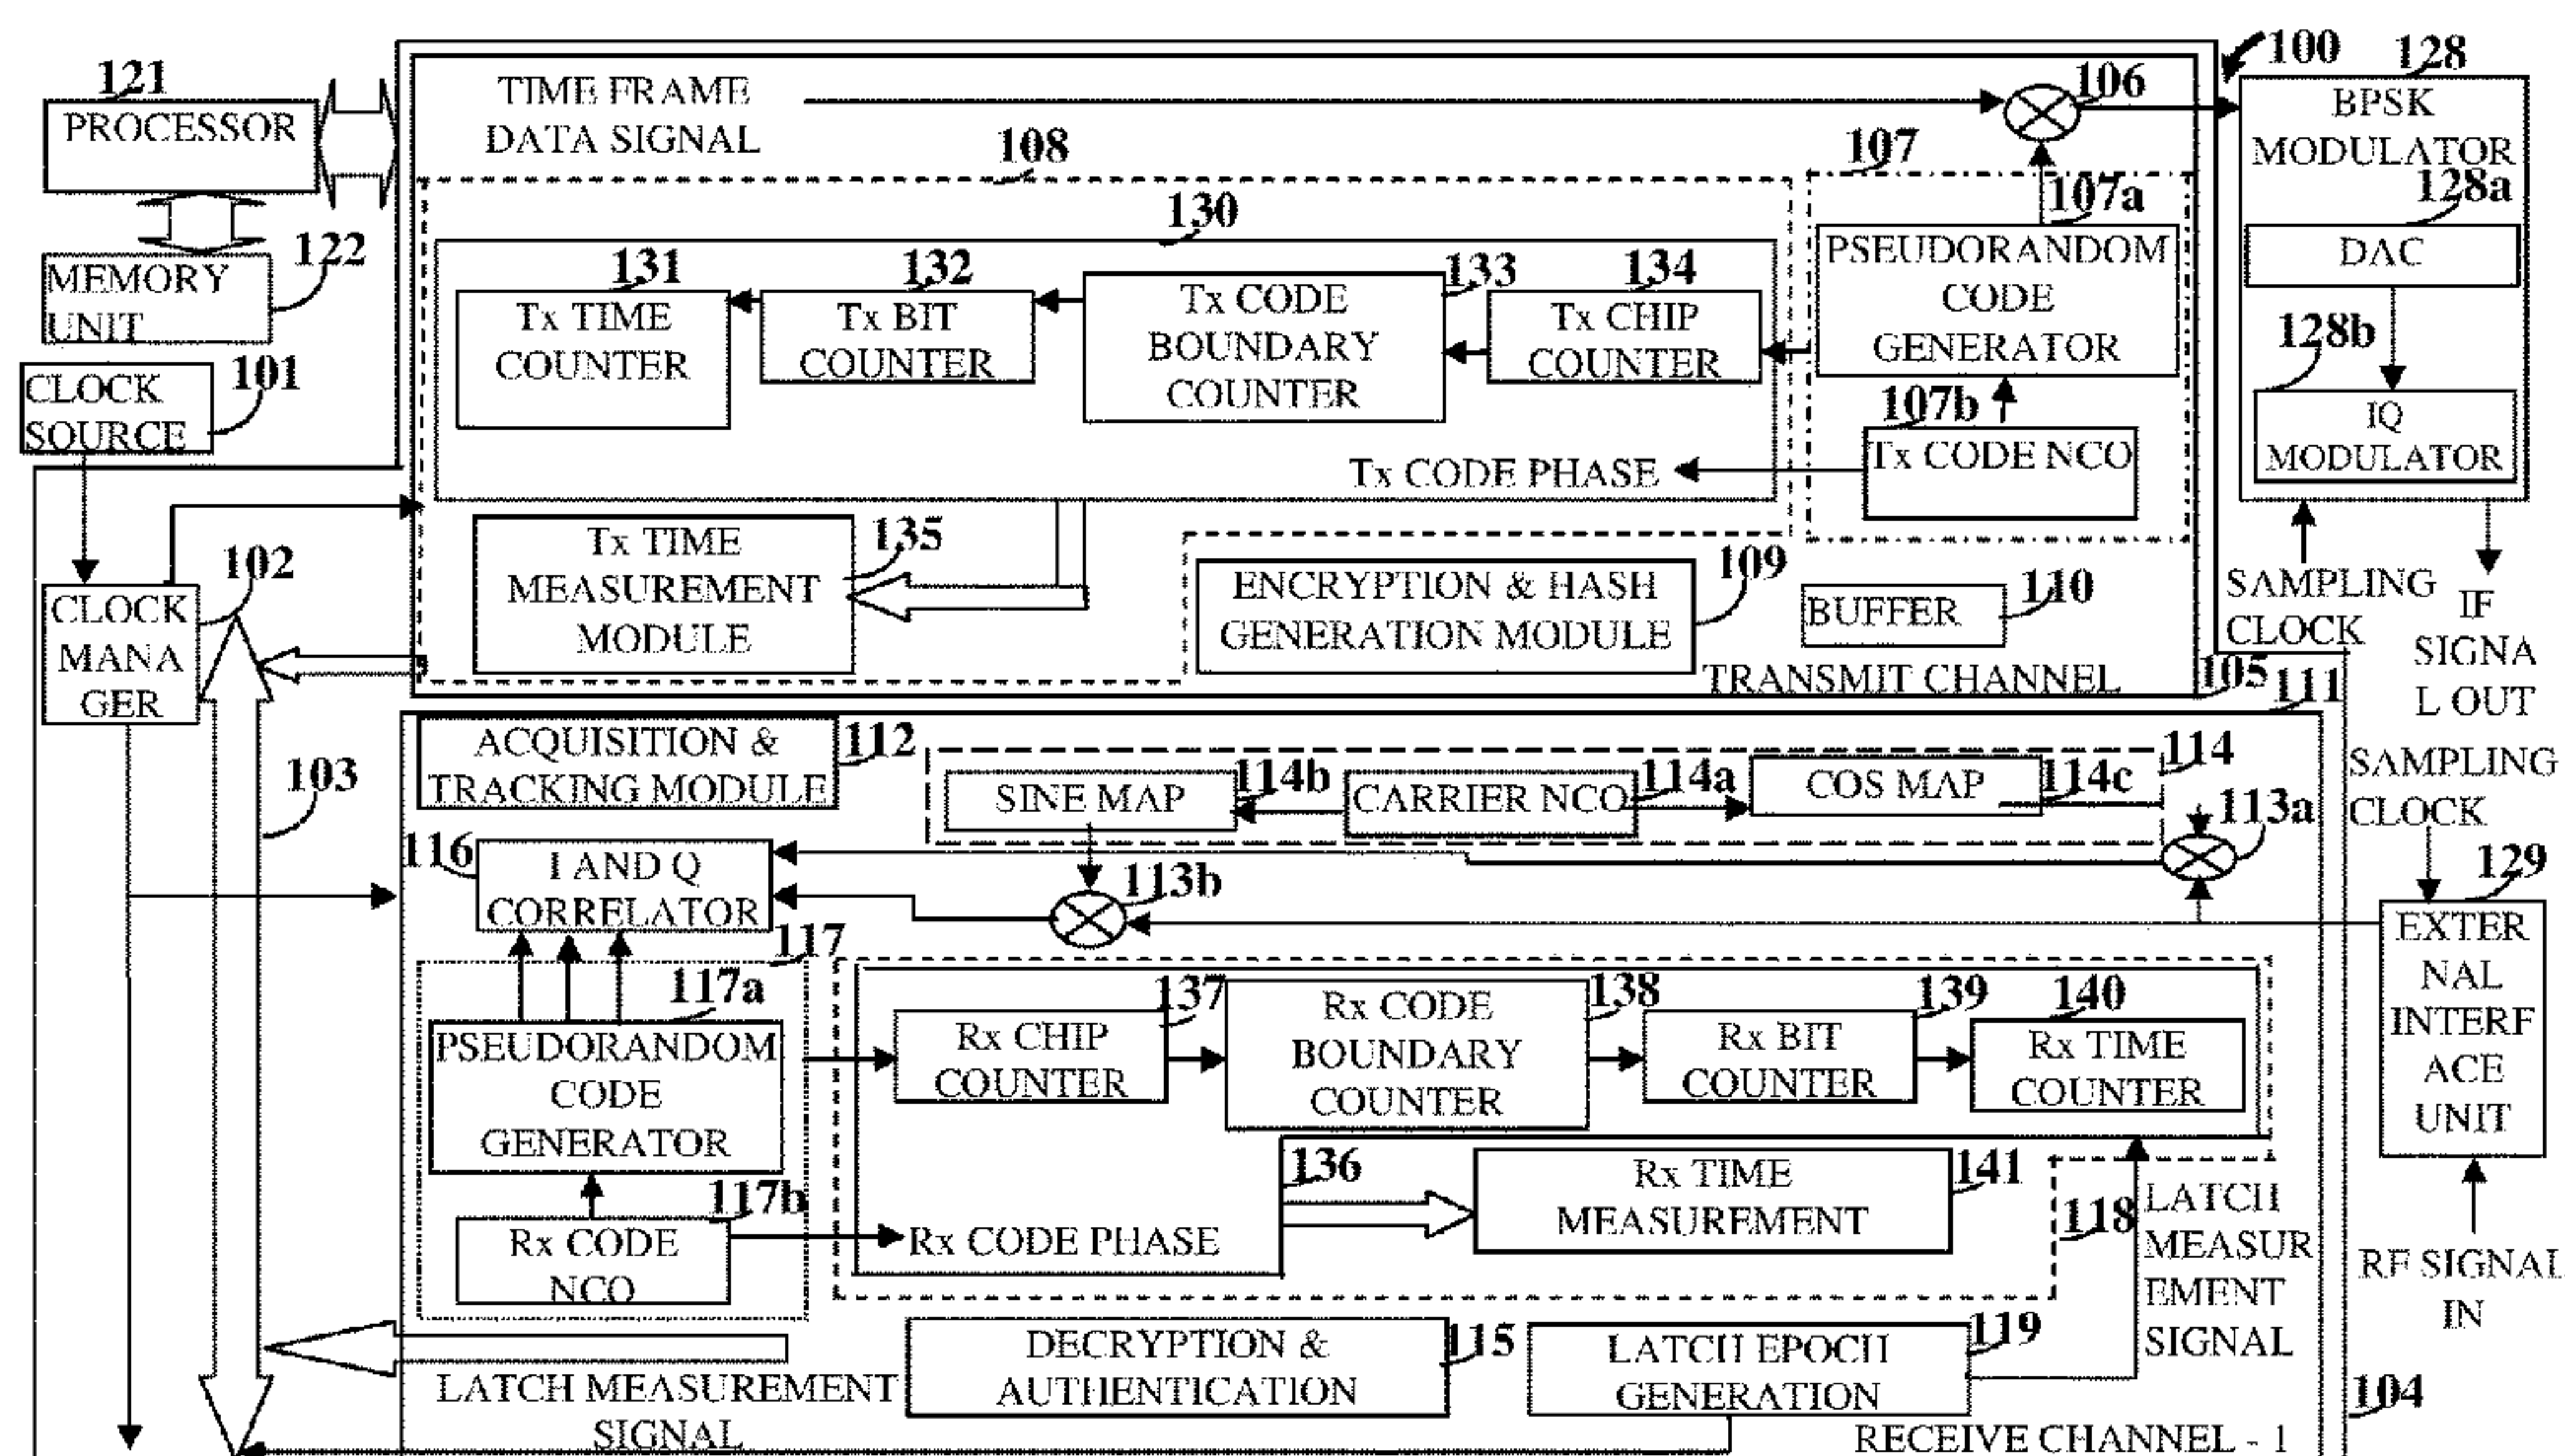 100
121
PROCESSOR
122
MEMORY
UNIT
CLOCK
SOURCE
101
TIME FRAME
DATA SIGNAL
106
108
107
107a
130
131
Tx TIME
COUNTER
132
Tx BIT
COUNTER
133
Tx CODE
BOUNDARY
COUNTER
134
Tx CHIP
COUNTER
PSEUDORANDOM
CODE
GENERATOR
107b
Tx CODE NCO
Tx CODE PHASE
128
BPSK
MODULATOR
128a
DAC
128b
IQ
MODULATOR
102
CLOCK
MANA
GER
Tx TIME
MEASUREMENT
MODULE
135
ENCRYPTION & HASH
GENERATION MODULE
109
BUFFER
110
TRANSMIT CHANNEL
105
SAMPLING
CLOCK
IF
SIGNA
L OUT
111
103
ACQUISITION &
TRACKING MODULE
112
SINE MAP
114b
CARRIER NCO
114a
COS MAP
114c
114
SAMPLING
CLOCK
113a
116
I AND Q
CORRELATOR
113b
129
EXTER
NAL
INTERF
ACE
UNIT
117
117a
PSEUDORANDOM
CODE
GENERATOR
117b
Rx CODE
NCO
137
Rx CHIP
COUNTER
138
Rx CODE
BOUNDARY
COUNTER
139
Rx BIT
COUNTER
140
Rx TIME
COUNTER
136
Rx CODE PHASE
Rx TIME
MEASUREMENT
141
118
LATCH
MEASUR
EMENT
SIGNAL
RF SIGNAL
IN
LATCH MEASUREMENT
SIGNAL
DECRYPTION &
AUTHENTICATION
115
LATCH EPOCH
GENERATION
119
104
RECEIVE CHANNEL - 1